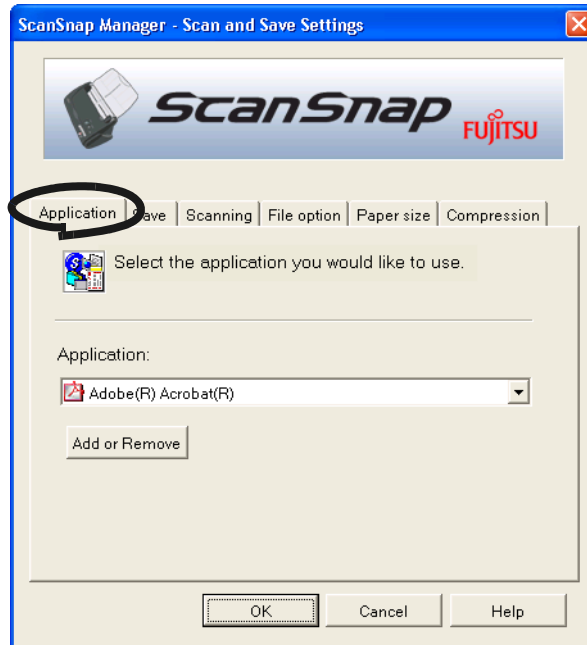 ScanSnap Manager - Scan and Save Settings
ScanSnap
FUJITSU
Application Save Scanning File option Paper size Compression
Select the application you would like to use.
Application:
Adobe(R) Acrobat(R)
Add or Remove
OK Cancel Help